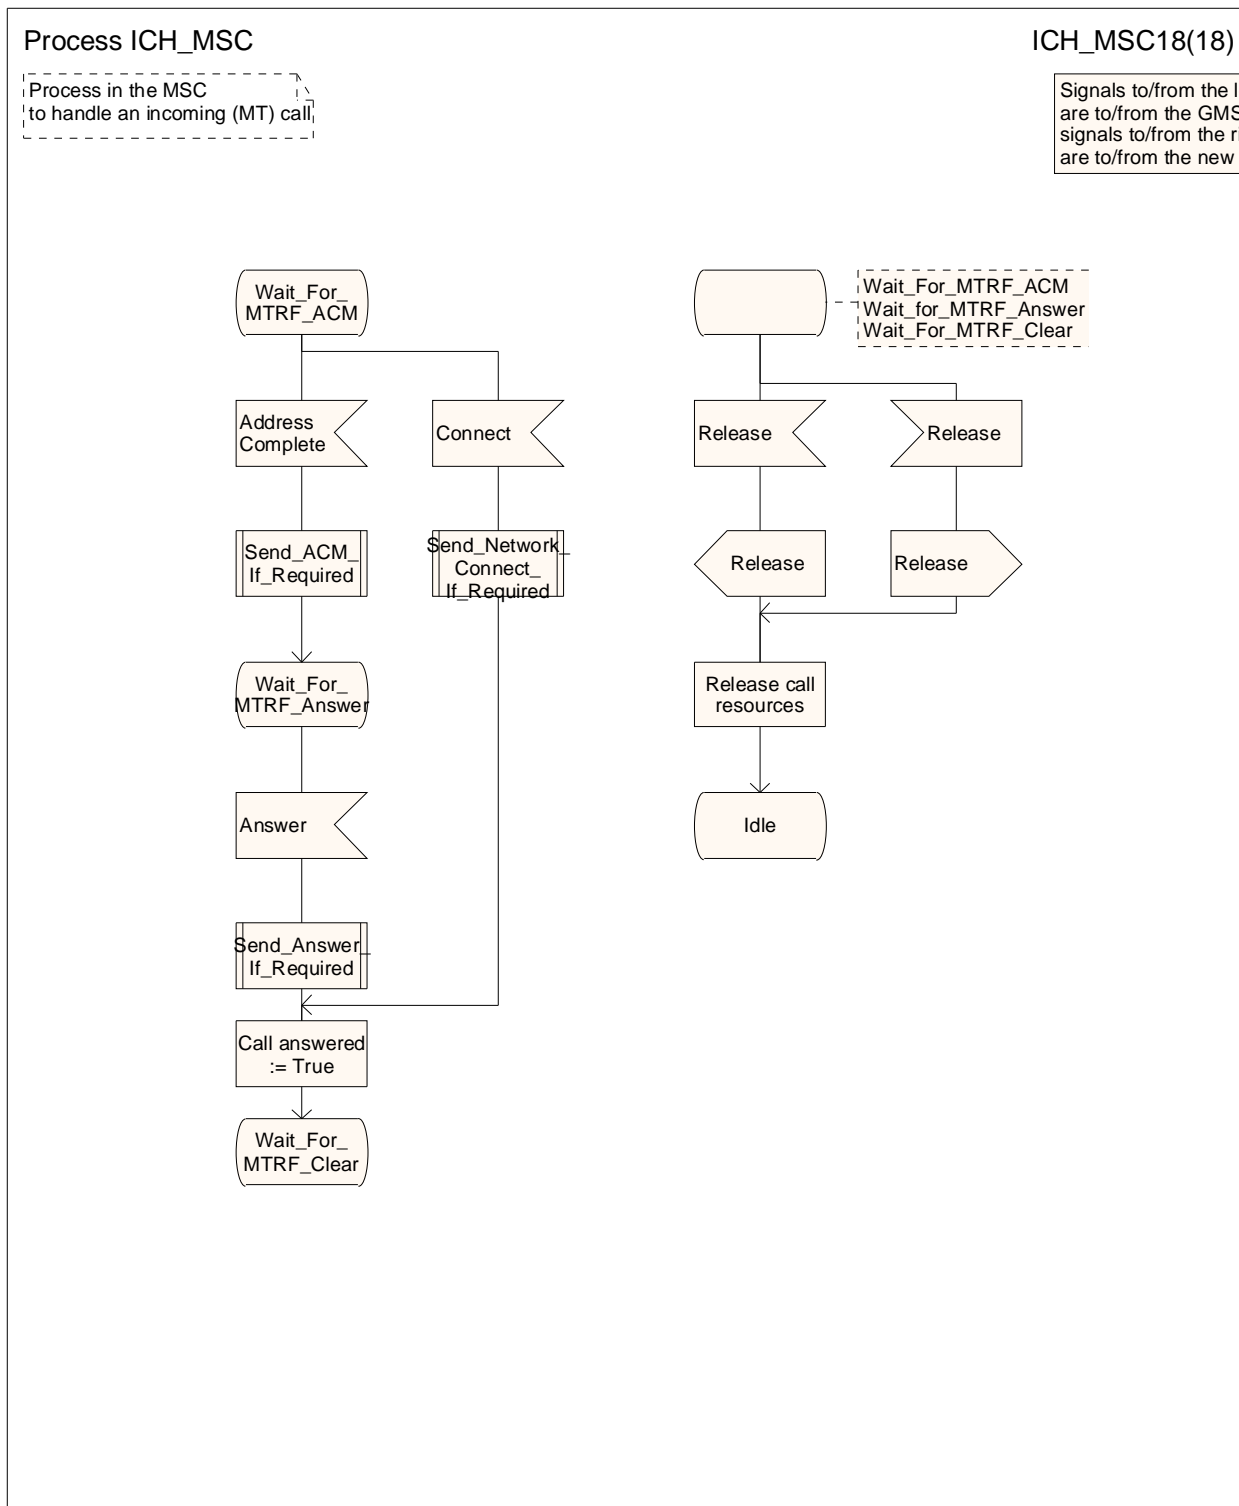 Process ICH_MSC
ICH_MSC18(18)
Process in the MSC
to handle an incoming (MT) call
Signals to/from the
are to/from the
signals to/from the
are to/from the new
Wait_For_
MTRF_ACM
Address
Complete
Connect
Send_ACM_
If_Required
Send_Network_
Connect_
If_Required
Wait_For_
MTRF_Answer
Answer
Send_Answer_
If_Required
Call answered
:= True
Wait_For_
MTRF_Clear
Wait_For_MTRF_ACM
Wait_for_MTRF_Answer
Wait_For_MTRF_Clear
Release
Release
Release
Release
Release call
resources
Idle